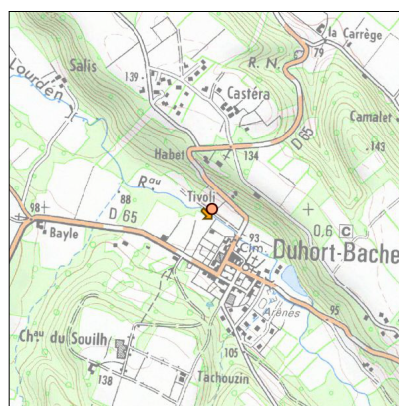 la Carrège
79
R. N.
Lourden
Salis
139
Castéra
D 65
Camalet
143
Habet
134
Rau
Tivoli
88
98
D 65
Bayle
93
0,6 C
Cim.
Duhort-Bache
Arènes
95
Chau du Souilh
105
138
Tachouzin